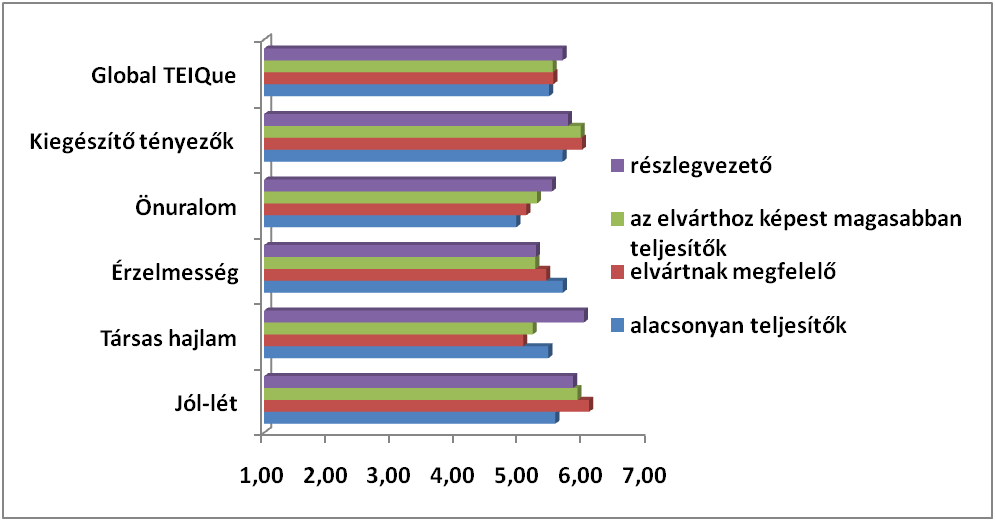 Global TEIQue
Kiegészítő tényezők
Önuralom
Érzelmesség
Társas hajlam
Jól-lét
1,00 2,00 3,00 4,00 5,00 6,00 7,00
részlegvezető
az elvárthoz képest magasabban
teljesítők
elvártnak megfelelő
alacsonyan teljesítők